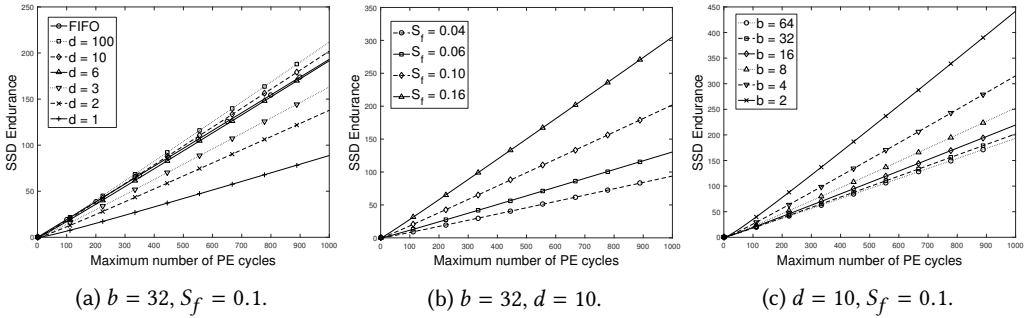 250
200
150
100
50
0
SSD Endurance
FIFO
d = 100
d = 10
d = 6
d = 3
d = 2
d = 1
0 100 200 300 400 500 600 700 800 900 1000
Maximum number of PE cycles
(a) b = 32, S_f = 0.1.
350
300
250
200
150
100
50
0
SSD Endurance
S_f = 0.04
S_f = 0.06
S_f = 0.10
S_f = 0.16
0 100 200 300 400 500 600 700 800 900 1000
Maximum number of PE cycles
(b) b = 32, d = 10.
450
400
350
300
250
200
150
100
50
0
SSD Endurance
b = 64
b = 32
b = 16
b = 8
b = 4
b = 2
0 100 200 300 400 500 600 700 800 900 1000
Maximum number of PE cycles
(c) d = 10, S_f = 0.1.